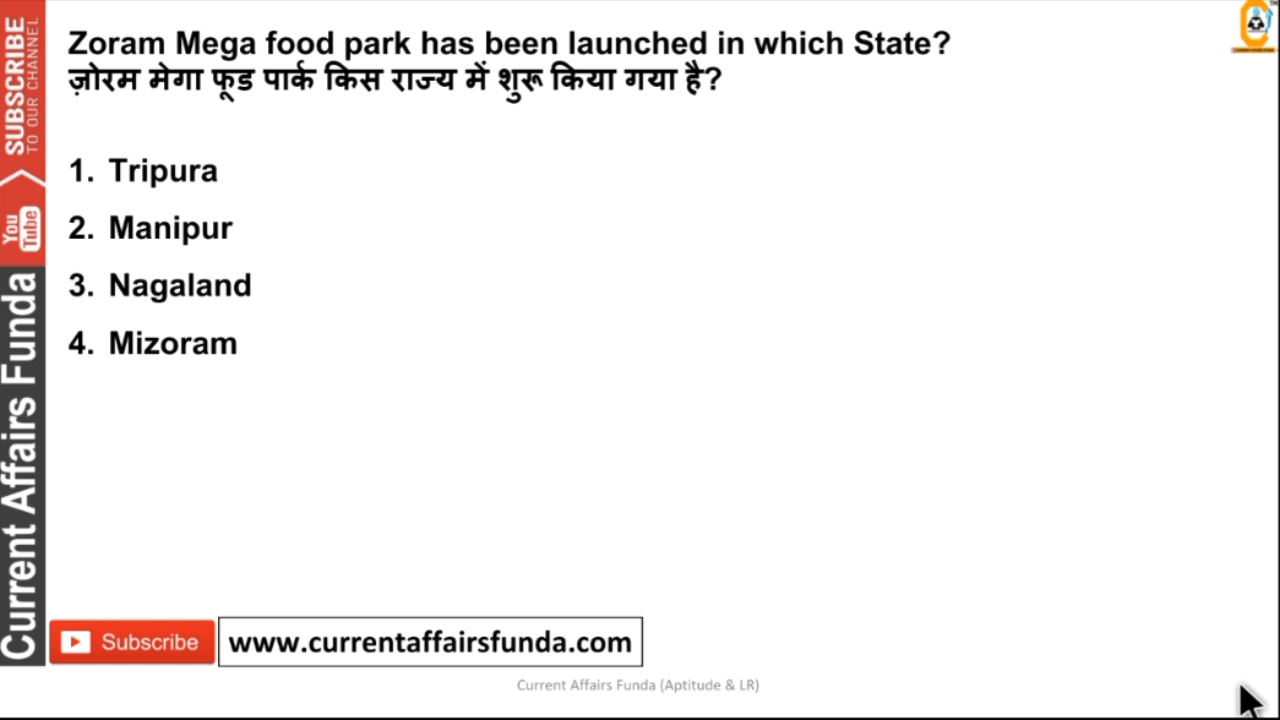 Zoram Mega food park has been launched in which State?
ज़ोरम मेगा फूड पार्क किस राज्य में शुरू किया गया है?
1. Tripura
2. Manipur
3. Nagaland
4. Mizoram
SUBSCRIBE
TO OUR CHANNEL
You
Tube
Current Affairs Funda
Subscribe
www.currentaffairsfunda.com
Current Affairs Funda (Aptitude & LR)